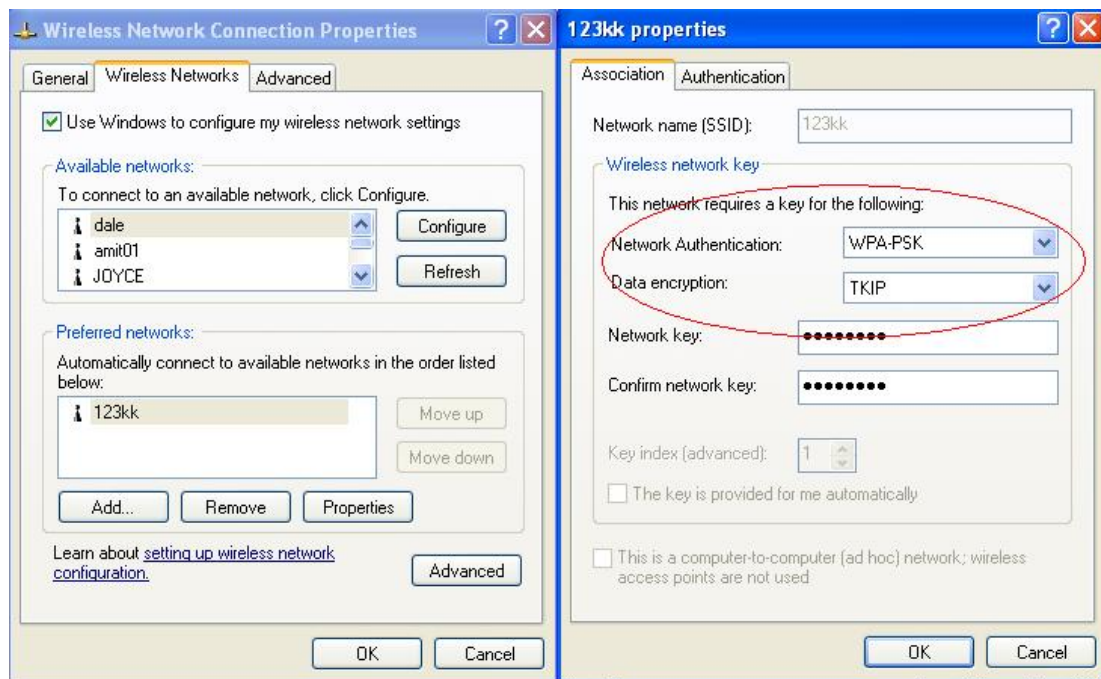 Wireless Network Connection Properties
General
Wireless Networks
Advanced
Use Windows to configure my wireless network settings
Available networks:
To connect to an available network, click Configure.
dale
amit01
JOYCE
Configure
Refresh
Preferred networks:
Automatically connect to available networks in the order listed
below:
123kk
Move up
Move down
Add...
Remove
Properties
Learn about setting up wireless network
configuration.
Advanced
OK
Cancel
123kk properties
Association
Authentication
Network name (SSID):
123kk
Wireless network key
This network requires a key for the following:
Network Authentication:
WPA-PSK
Data encryption:
TKIP
Network key:
••••••••
Confirm network key:
••••••••
Key index (advanced):
1
The key is provided for me automatically
This is a computer-to-computer (ad hoc) network; wireless
access points are not used
OK
Cancel